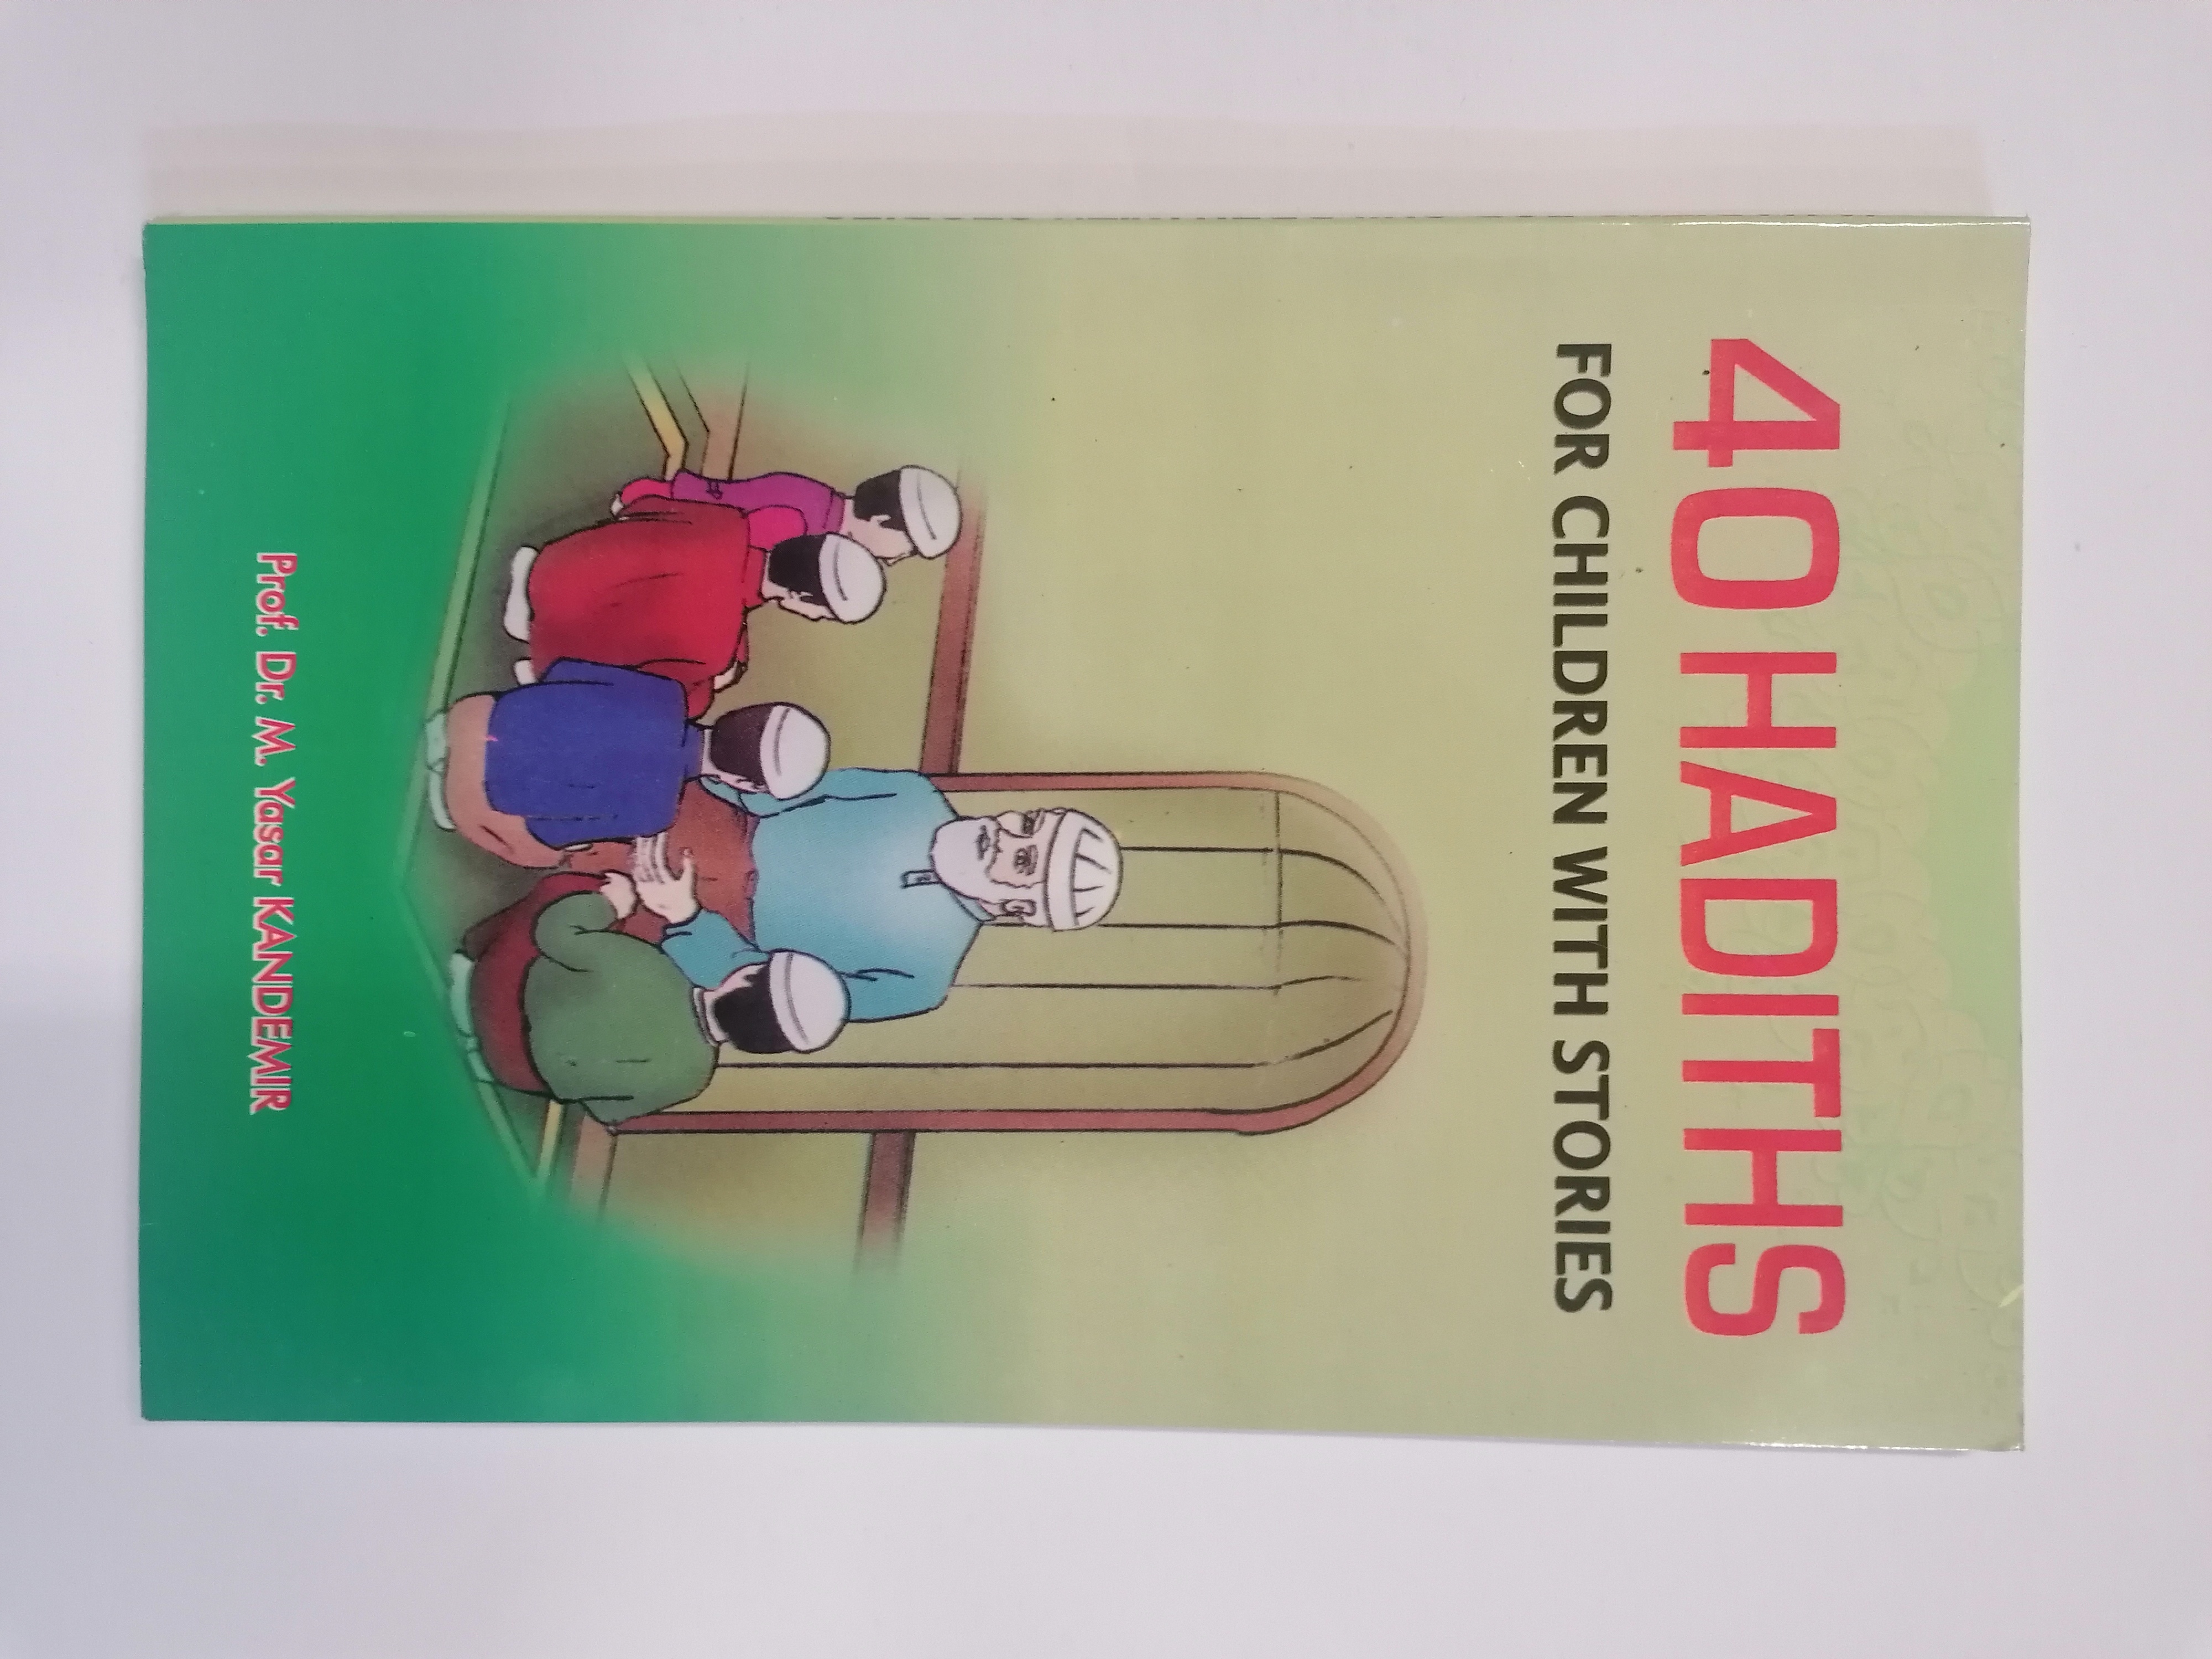 40 HADITHS
FOR CHILDREN WITH STORIES
Prof. Dr. M. Yasar KANDEMIR